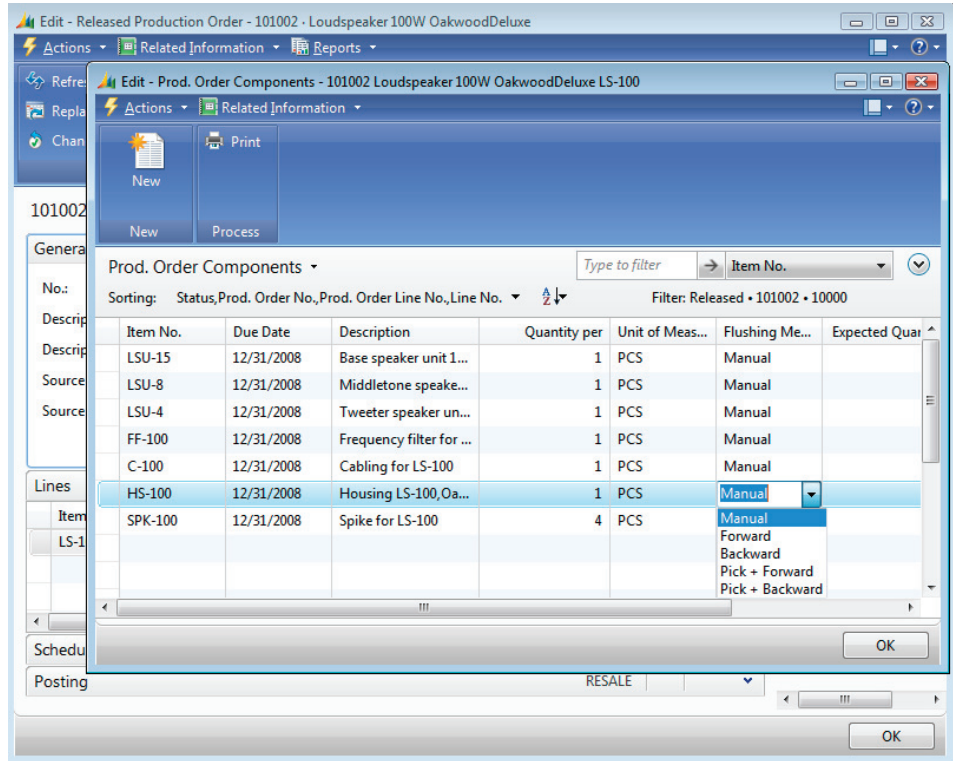 Edit - Released Production Order - 101002 · Loudspeaker 100W OakwoodDeluxe
Actions Related Information Reports
Refre
Repla
Chan
Edit - Prod. Order Components - 101002 Loudspeaker 100W OakwoodDeluxe LS-100
Actions Related Information
New
Print
New Process
101002
Genera
No.:
Descrip
Descrip
Source
Source
Prod. Order Components Type to filter Item No.
Sorting: Status,Prod. Order No.,Prod. Order Line No.,Line No. Filter: Released • 101002 • 10000
Item No. Due Date Description Quantity per Unit of Meas... Flushing Me... Expected Quar
LSU-15 12/31/2008 Base speaker unit 1... 1 PCS Manual
LSU-8 12/31/2008 Middletone speake... 1 PCS Manual
LSU-4 12/31/2008 Tweeter speaker un... 1 PCS Manual
FF-100 12/31/2008 Frequency filter for ... 1 PCS Manual
C-100 12/31/2008 Cabling for LS-100 1 PCS Manual
HS-100 12/31/2008 Housing LS-100,Oa... 1 PCS Manual
SPK-100 12/31/2008 Spike for LS-100 4 PCS
Manual
Forward
Backward
Pick + Forward
Pick + Backward
Lines
Item
LS-1
OK
Schedu
Posting RESALE
OK